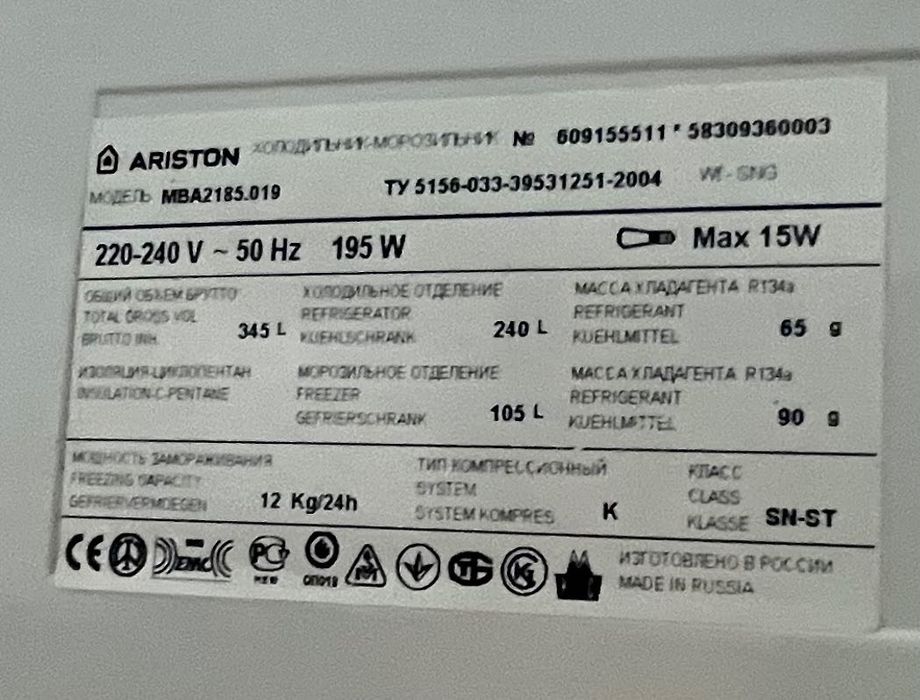 ARISTON ХОЛОДИЛЬНИК-МОРОЗИЛЬНИК № 609155511 * 58309360003
МОДЕЛЬ MBA2185.019 ТУ 5156-033-39531251-2004 WI-SNG
220-240 V ~ 50 Hz 195 W Max 15W
ОБЩИЙ ОБЪЕМ БРУТТО ХОЛОДИЛЬНОЕ ОТДЕЛЕНИЕ МАССА ХЛАДАГЕНТА R134a
TOTAL GROSS VOL REFRIGERATOR REFRIGERANT
BRUTTO INH. 345 L KUEHLSCHRANK 240 L KUEHLMITTEL 65 g
ИЗОЛЯЦИЯ-ЦИКЛОПЕНТАН МОРОЗИЛЬНОЕ ОТДЕЛЕНИЕ МАССА ХЛАДАГЕНТА R134a
INSULATION-C-PENTANE FREEZER REFRIGERANT
GEFRIERSCHRANK 105 L KUEHLMITTEL 90 g
МОЩНОСТЬ ЗАМОРАЖИВАНИЯ ТИП КОМПРЕССИОННЫЙ КЛАСС
FREEZING CAPACITY SYSTEM CLASS
GEFRIERVERMOEGEN 12 Kg/24h SYSTEM KOMPRES K KLASSE SN-ST
CE EMC РСТ ИЗГОТОВЛЕНО В РОССИИ
MADE IN RUSSIA